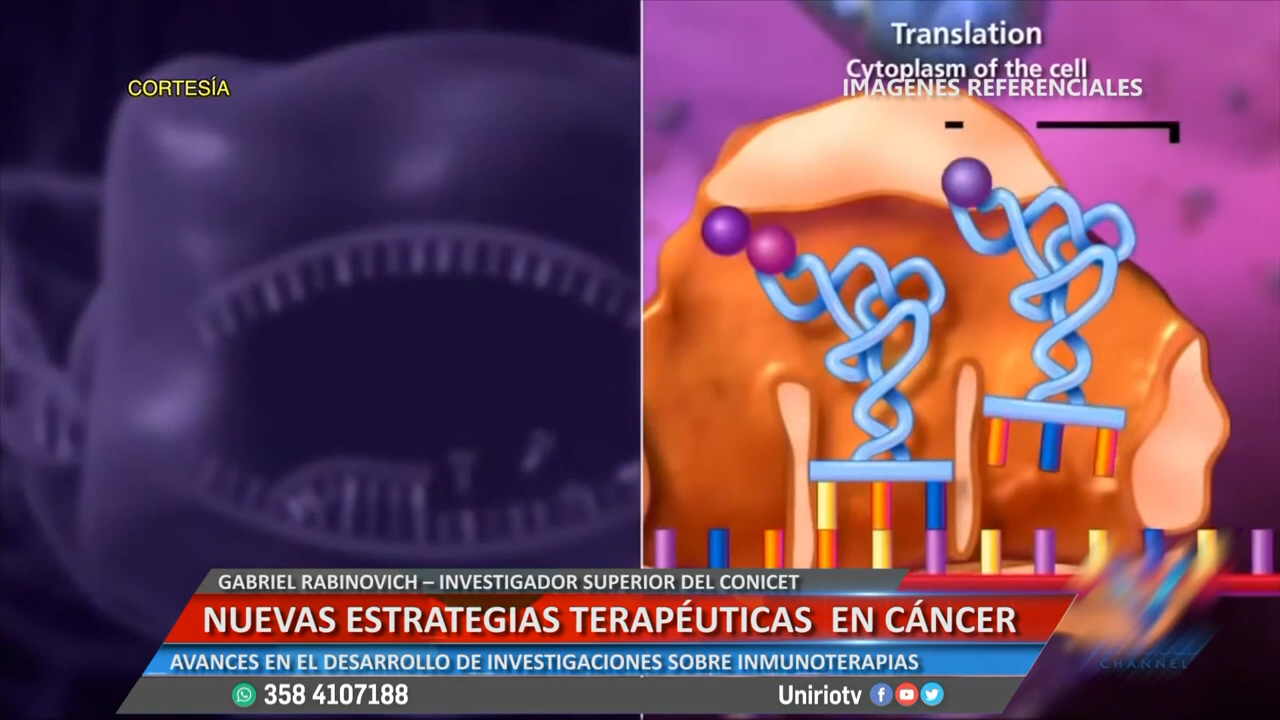 CORTESÍA
Translation
Cytoplasm of the cell
IMAGENES REFERENCIALES
GABRIEL RABINOVICH – INVESTIGADOR SUPERIOR DEL CONICET
NUEVAS ESTRATEGIAS TERAPÉUTICAS EN CÁNCER
AVANCES EN EL DESARROLLO DE INVESTIGACIONES SOBRE INMUNOTERAPIAS
358 4107188
Uniriotv
CHANNEL